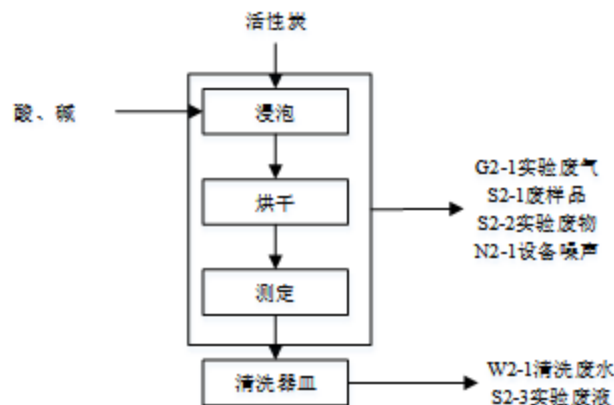 活性炭
酸、碱
浸泡
烘干
测定
G2-1实验废气
S2-1废样品
S2-2实验废物
N2-1设备噪声
清洗器皿
W2-1清洗废水
S2-3实验废液